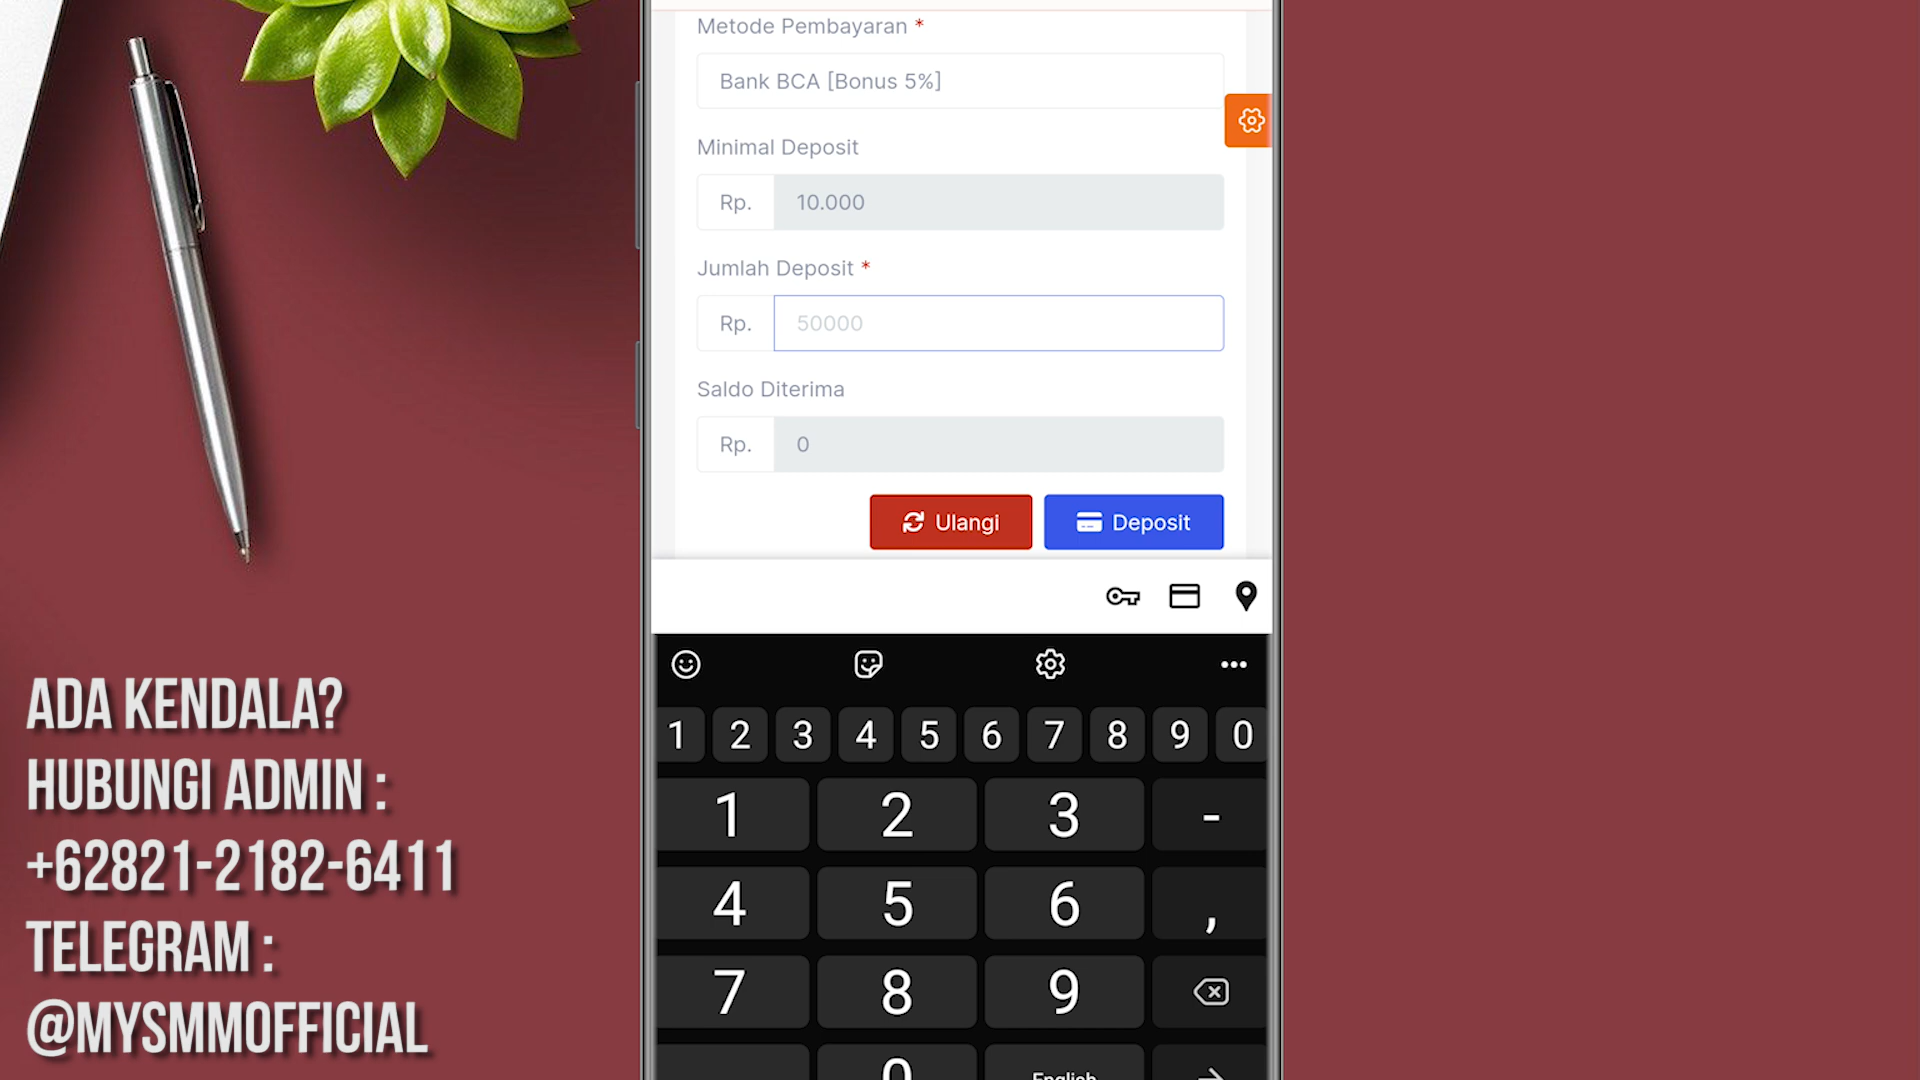 Metode Pembayaran *
Bank BCA [Bonus 5%]
Minimal Deposit
Rp. 10.000
Jumlah Deposit *
Rp. 50000
Saldo Diterima
Rp. 0
Ulangi Deposit
1 2 3 4 5 6 7 8 9 0
1 2 3 -
4 5 6 ,
7 8 9
0 English
ADA KENDALA?
HUBUNGI ADMIN :
+62821-2182-6411
TELEGRAM :
@MYSMMOFFICIAL